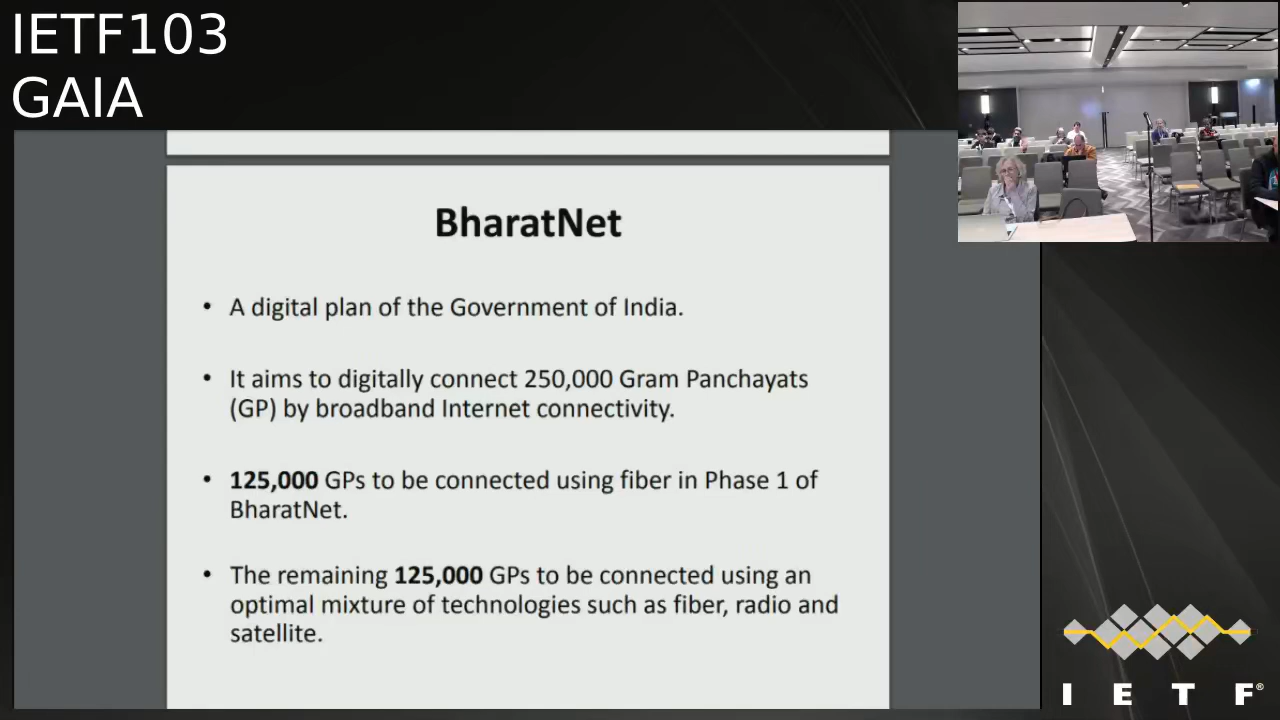 IETF103
GAIA
BharatNet
• A digital plan of the Government of India.
• It aims to digitally connect 250,000 Gram Panchayats
(GP) by broadband Internet connectivity.
• 125,000 GPs to be connected using fiber in Phase 1 of
BharatNet.
• The remaining 125,000 GPs to be connected using an
optimal mixture of technologies such as fiber, radio and
satellite.
I E T F®